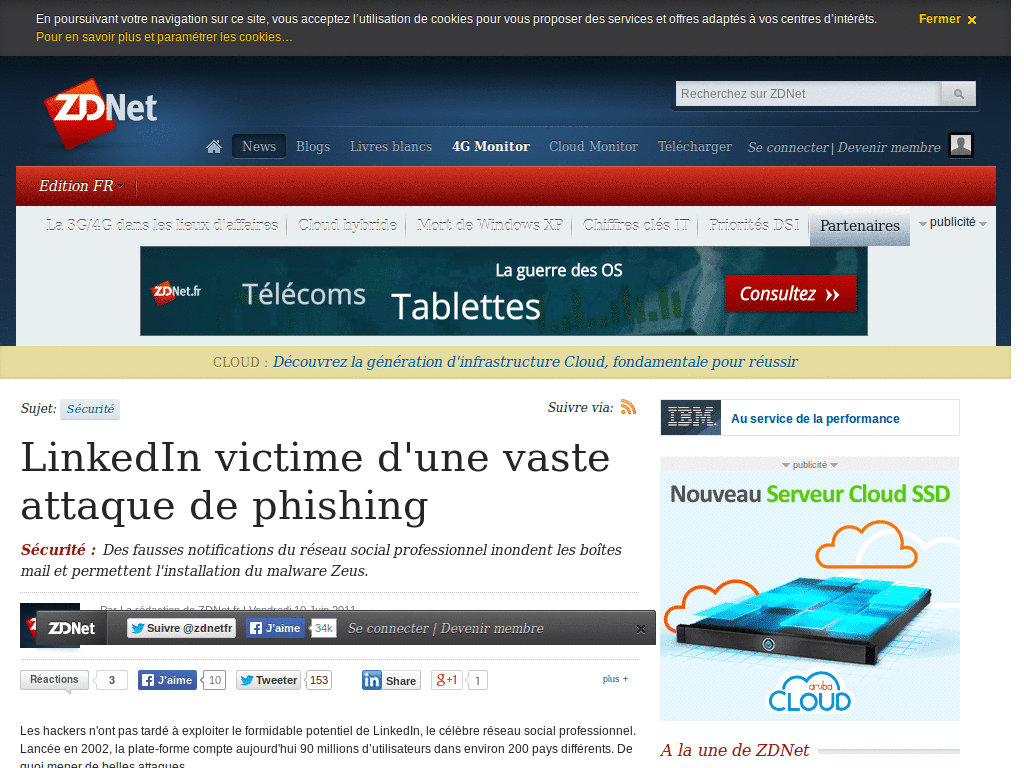 En poursuivant votre navigation sur ce site, vous acceptez l'utilisation de cookies pour vous proposer des services et offres adaptés à vos centres d'intérêts.
Fermer
Pour en savoir plus et paramétrer les cookies…
ZDNet
Recherchez sur ZDNet
News Blogs Livres blancs 4G Monitor Cloud Monitor Télécharger Se connecter | Devenir membre
Edition FR
La 3G/4G dans les lieux d'affaires Cloud hybride Mort de Windows XP Chiffres clés IT Priorités DSI Partenaires publicité
ZDNet.fr Télécoms La guerre des OS
Tablettes
Consultez
CLOUD : Découvrez la génération d'infrastructure Cloud, fondamentale pour réussir
Sujet: Sécurité
Suivre via:
IBM. Au service de la performance
LinkedIn victime d'une vaste
attaque de phishing
publicité
Nouveau Serveur Cloud SSD
aruba
CLOUD
Sécurité : Des fausses notifications du réseau social professionnel inondent les boîtes
mail et permettent l'installation du malware Zeus.
Par La rédaction de ZDNet.fr | Vendredi 10 Juin 2011
ZDNet Suivre @zdnetfr J'aime 34k Se connecter | Devenir membre
Réactions 3 J'aime 10 Tweeter 153 Share +1 1 plus +
Les hackers n'ont pas tardé à exploiter le formidable potentiel de LinkedIn, le célèbre réseau social professionnel.
Lancée en 2002, la plate-forme compte aujourd'hui 90 millions d'utilisateurs dans environ 200 pays différents. De
quoi mener de belles attaques.
A la une de ZDNet